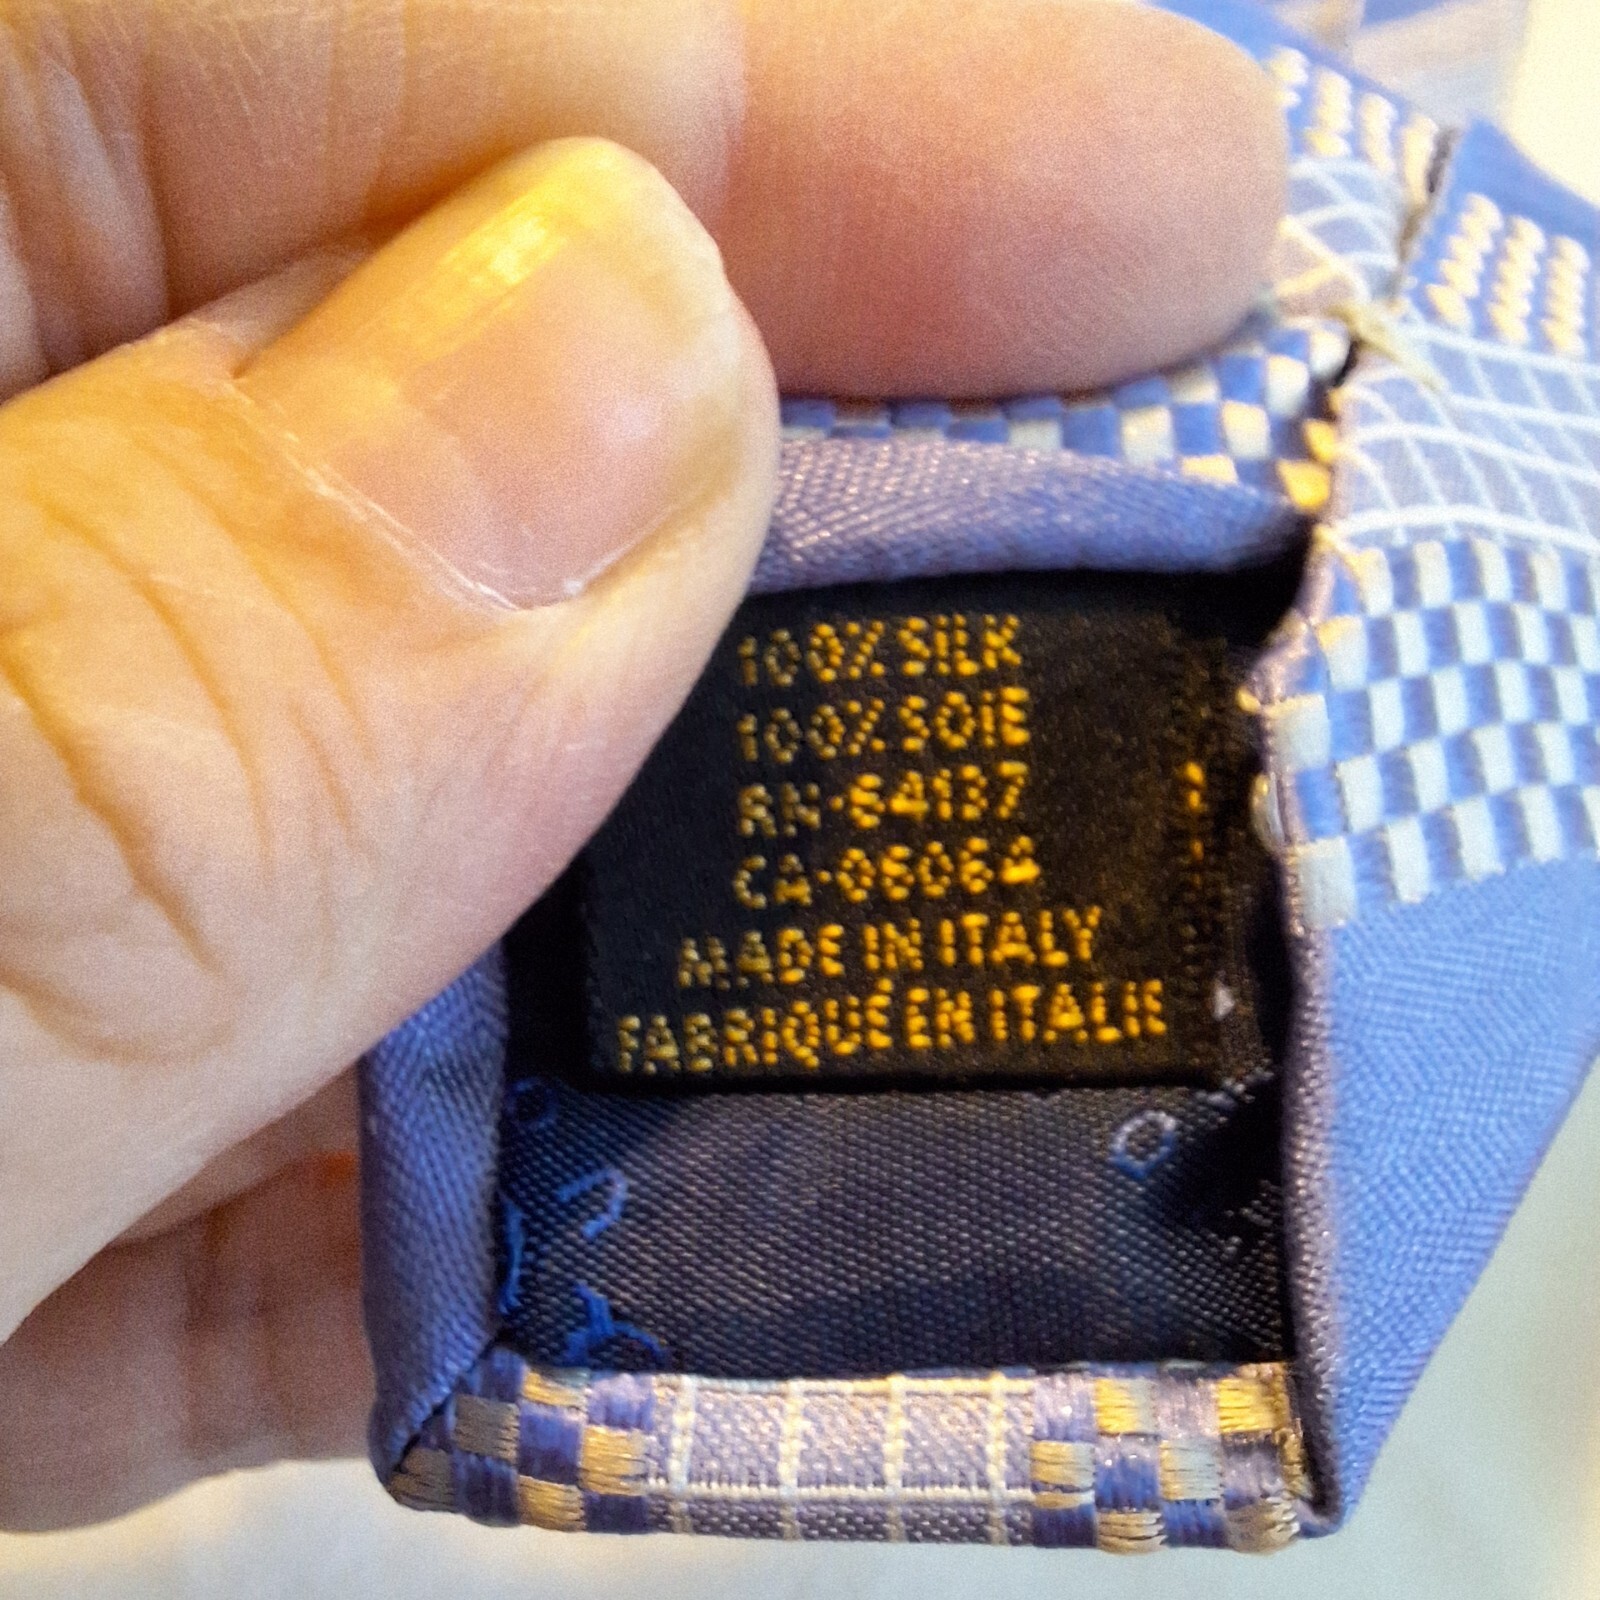 100% SILK
100% SOIE
RN-64137
CA-06064
MADE IN ITALY
FABRIQUÉ EN ITALIE